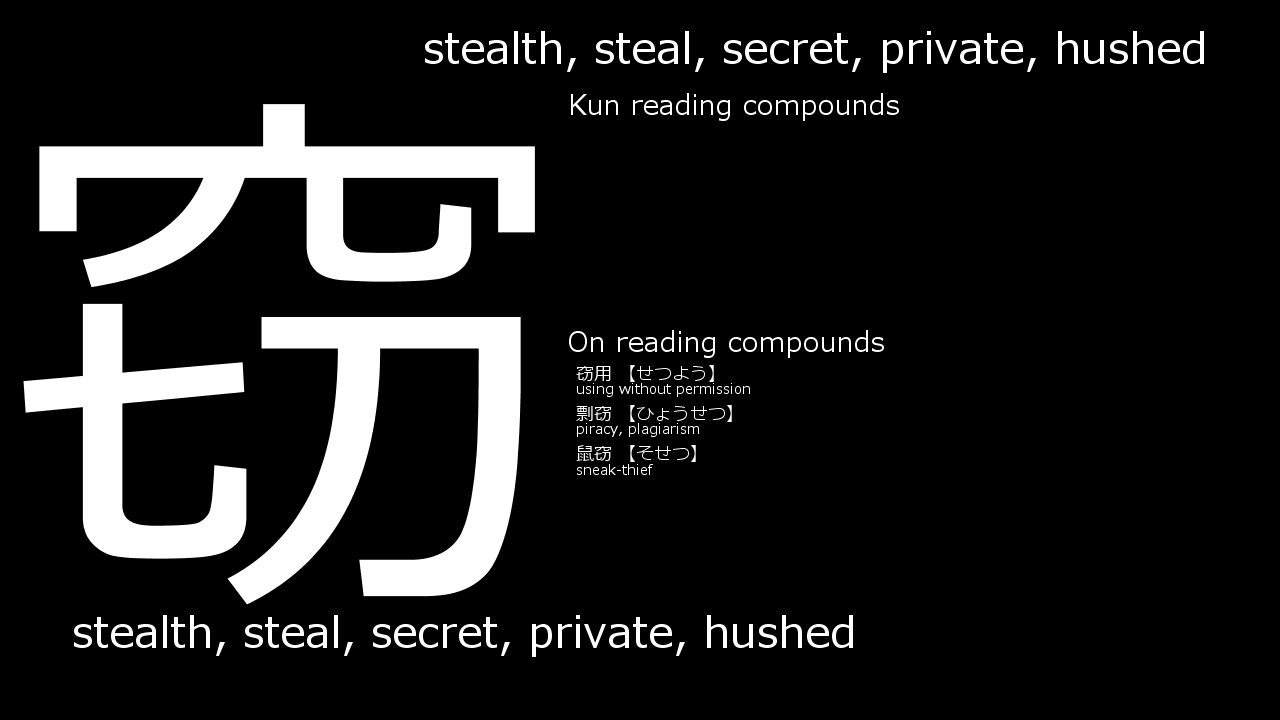 stealth, steal, secret, private, hushed
Kun reading compounds
窃
On reading compounds
窃用 【せつよう】
using without permission
剽窃 【ひょうせつ】
piracy, plagiarism
鼠窃 【そせつ】
sneak-thief
stealth, steal, secret, private, hushed